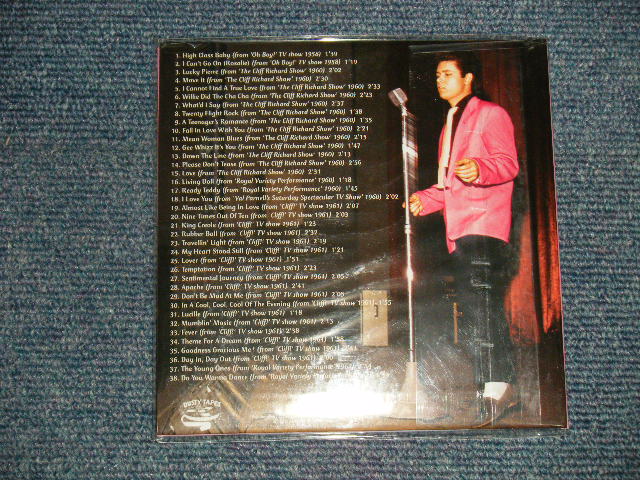 1. High Class Baby (from 'Oh Boy!' TV show 1958) 1'59
2. I Can't Go On (Rosalie) (from 'Oh Boy!' TV show 1958) 1'19
3. Lucky Pierre (from 'The Cliff Richard Show' 1960) 2'02
4. Move It (from 'The Cliff Richard Show' 1960) 2'30
5. I Cannot Find A True Love (from 'The Cliff Richard Show' 1960) 2'33
6. Willie Did The Cha Cha (from 'The Cliff Richard Show' 1960) 2'23
7. What'd I Say (from 'The Cliff Richard Show' 1960) 2'37
8. Twenty Flight Rock (from 'The Cliff Richard Show' 1960) 1'38
9. A Teenager's Romance (from 'The Cliff Richard Show' 1960) 1'35
10. Fall In Love With You (from 'The Cliff Richard Show' 1960) 2'21
11. Mean Woman Blues (from 'The Cliff Richard Show' 1960) 2'15
12. Gee Whizz It's You (from 'The Cliff Richard Show' 1960) 1'47
13. Down The Line (from 'The Cliff Richard Show' 1960) 2'13
14. Please Don't Tease (from 'The Cliff Richard Show' 1960) 2'56
15. Love (from 'The Cliff Richard Show' 1960) 2'31
16. Living Doll (from 'Royal Variety Performance' 1960) 1'18
17. Ready Teddy (from 'Royal Variety Performance' 1960) 1'45
18. I Love You (from 'Val Parnell's Saturday Spectacular TV Show' 1960) 2'02
19. Almost Like Being In Love (from 'Cliff!' TV show 1961) 2'07
20. Nine Times Out Of Ten (from 'Cliff!' TV show 1961) 2'03
21. King Creole (from 'Cliff!' TV show 1961) 1'23
22. Rubber Ball (from 'Cliff!' TV show 1961) 2'37
23. Travellin' Light (from 'Cliff!' TV show 1961) 2'19
24. My Heart Stood Still (from 'Cliff!' TV show 1961) 1'21
25. Lover (from 'Cliff!' TV show 1961) 1'51
26. Temptation (from 'Cliff!' TV show 1961) 2'23
27. Sentimental Journey (from 'Cliff!' TV show 1961) 2'05
28. Apache (from 'Cliff!' TV show 1961) 2'41
29. Don't Be Mad At Me (from 'Cliff!' TV show 1961) 2'05
30. In A Cool, Cool, Cool Of The Evening (from 'Cliff!' TV show 1961) 1'55
31. Lucille (from 'Cliff!' TV show 1961) 1'18
32. Mumblin' Mosie (from 'Cliff!' TV show 1961) 2'13
33. Fever (from 'Cliff!' TV show 1961) 2'58
34. Theme For A Dream (from 'Cliff!' TV show 1961)
35. Goodness Gracious Me! (from 'Cliff!' TV show 1961)
36. Day In, Day Out (from 'Cliff!' TV show 1961)
37. The Young Ones (from 'Royal Variety Performance'
38. Do You Wanna Dance (from 'Royal Variety
DUSTY TAPES